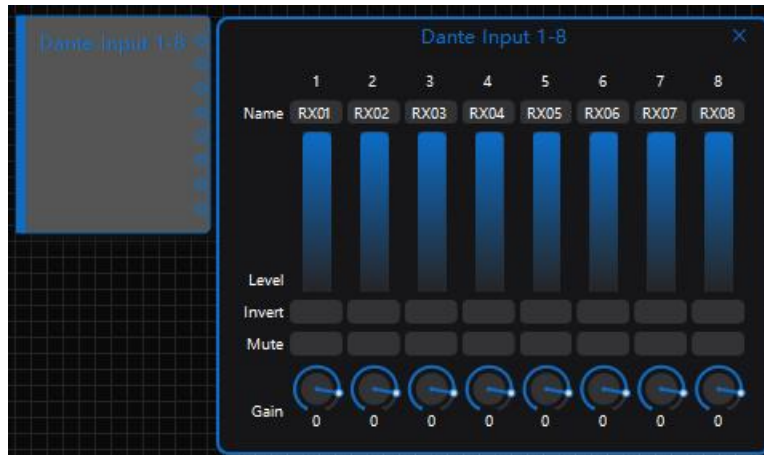 Dante Input 1-8
Dante Input 1-8
1 2 3 4 5 6 7 8
Name RX01 RX02 RX03 RX04 RX05 RX06 RX07 RX08
Level
Invert
Mute
Gain
0 0 0 0 0 0 0 0